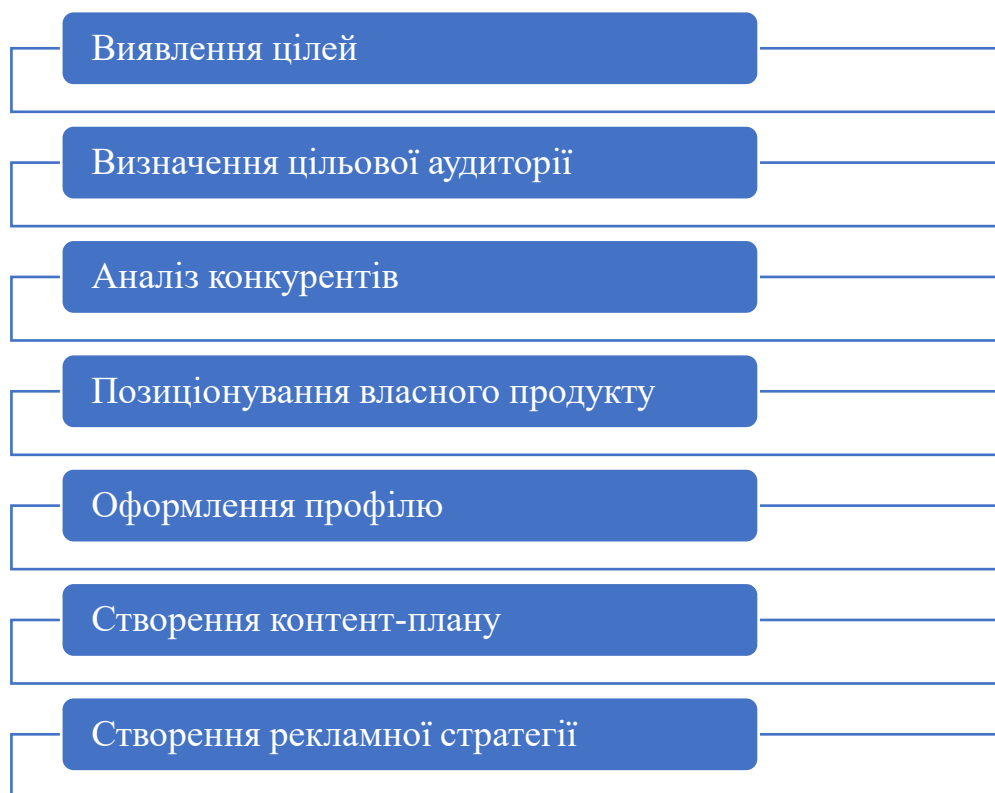 Виявлення цілей
Визначення цільової аудиторії
Аналіз конкурентів
Позиціонування власного продукту
Оформлення профілю
Створення контент-плану
Створення рекламної стратегії